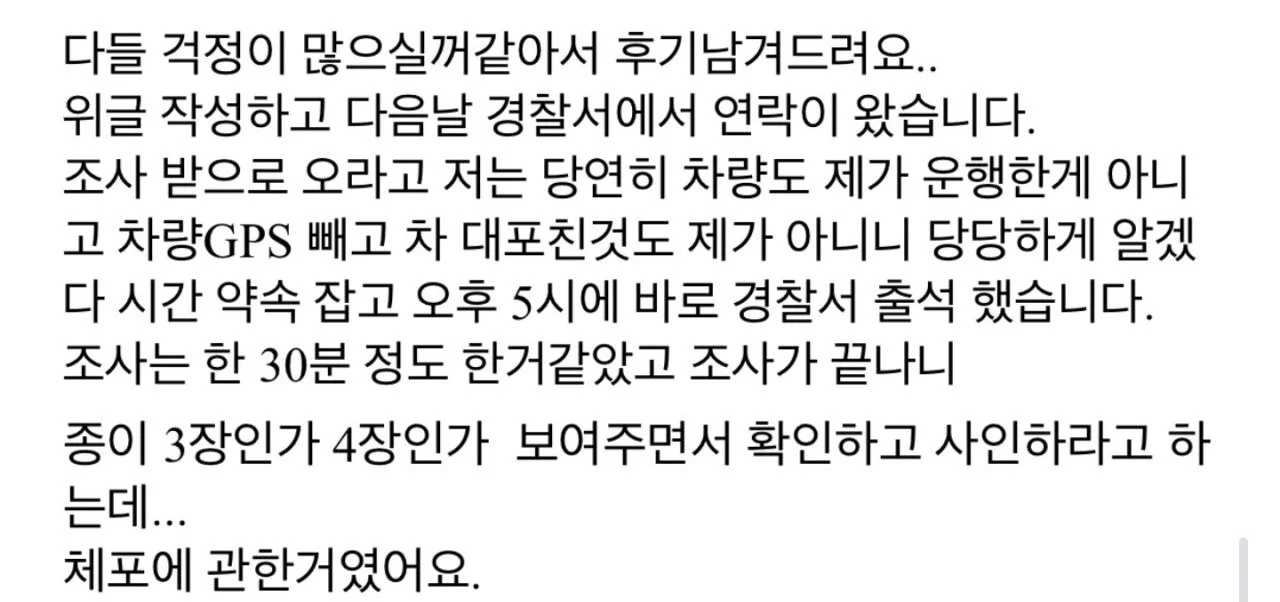 다들 걱정이 많으실꺼같아서 후기남겨드려요..
위글 작성하고 다음날 경찰서에서 연락이 왔습니다.
조사 받으로 오라고 저는 당연히 차량도 제가 운행한게 아니
고 차량GPS 빼고 차 대포친것도 제가 아니니 당당하게 알겠
다 시간 약속 잡고 오후 5시에 바로 경찰서 출석 했습니다.
조사는 한 30분 정도 한거같았고 조사가 끝나니
종이 3장인가 4장인가  보여주면서 확인하고 사인하라고 하
는데...
체포에 관한거였어요.